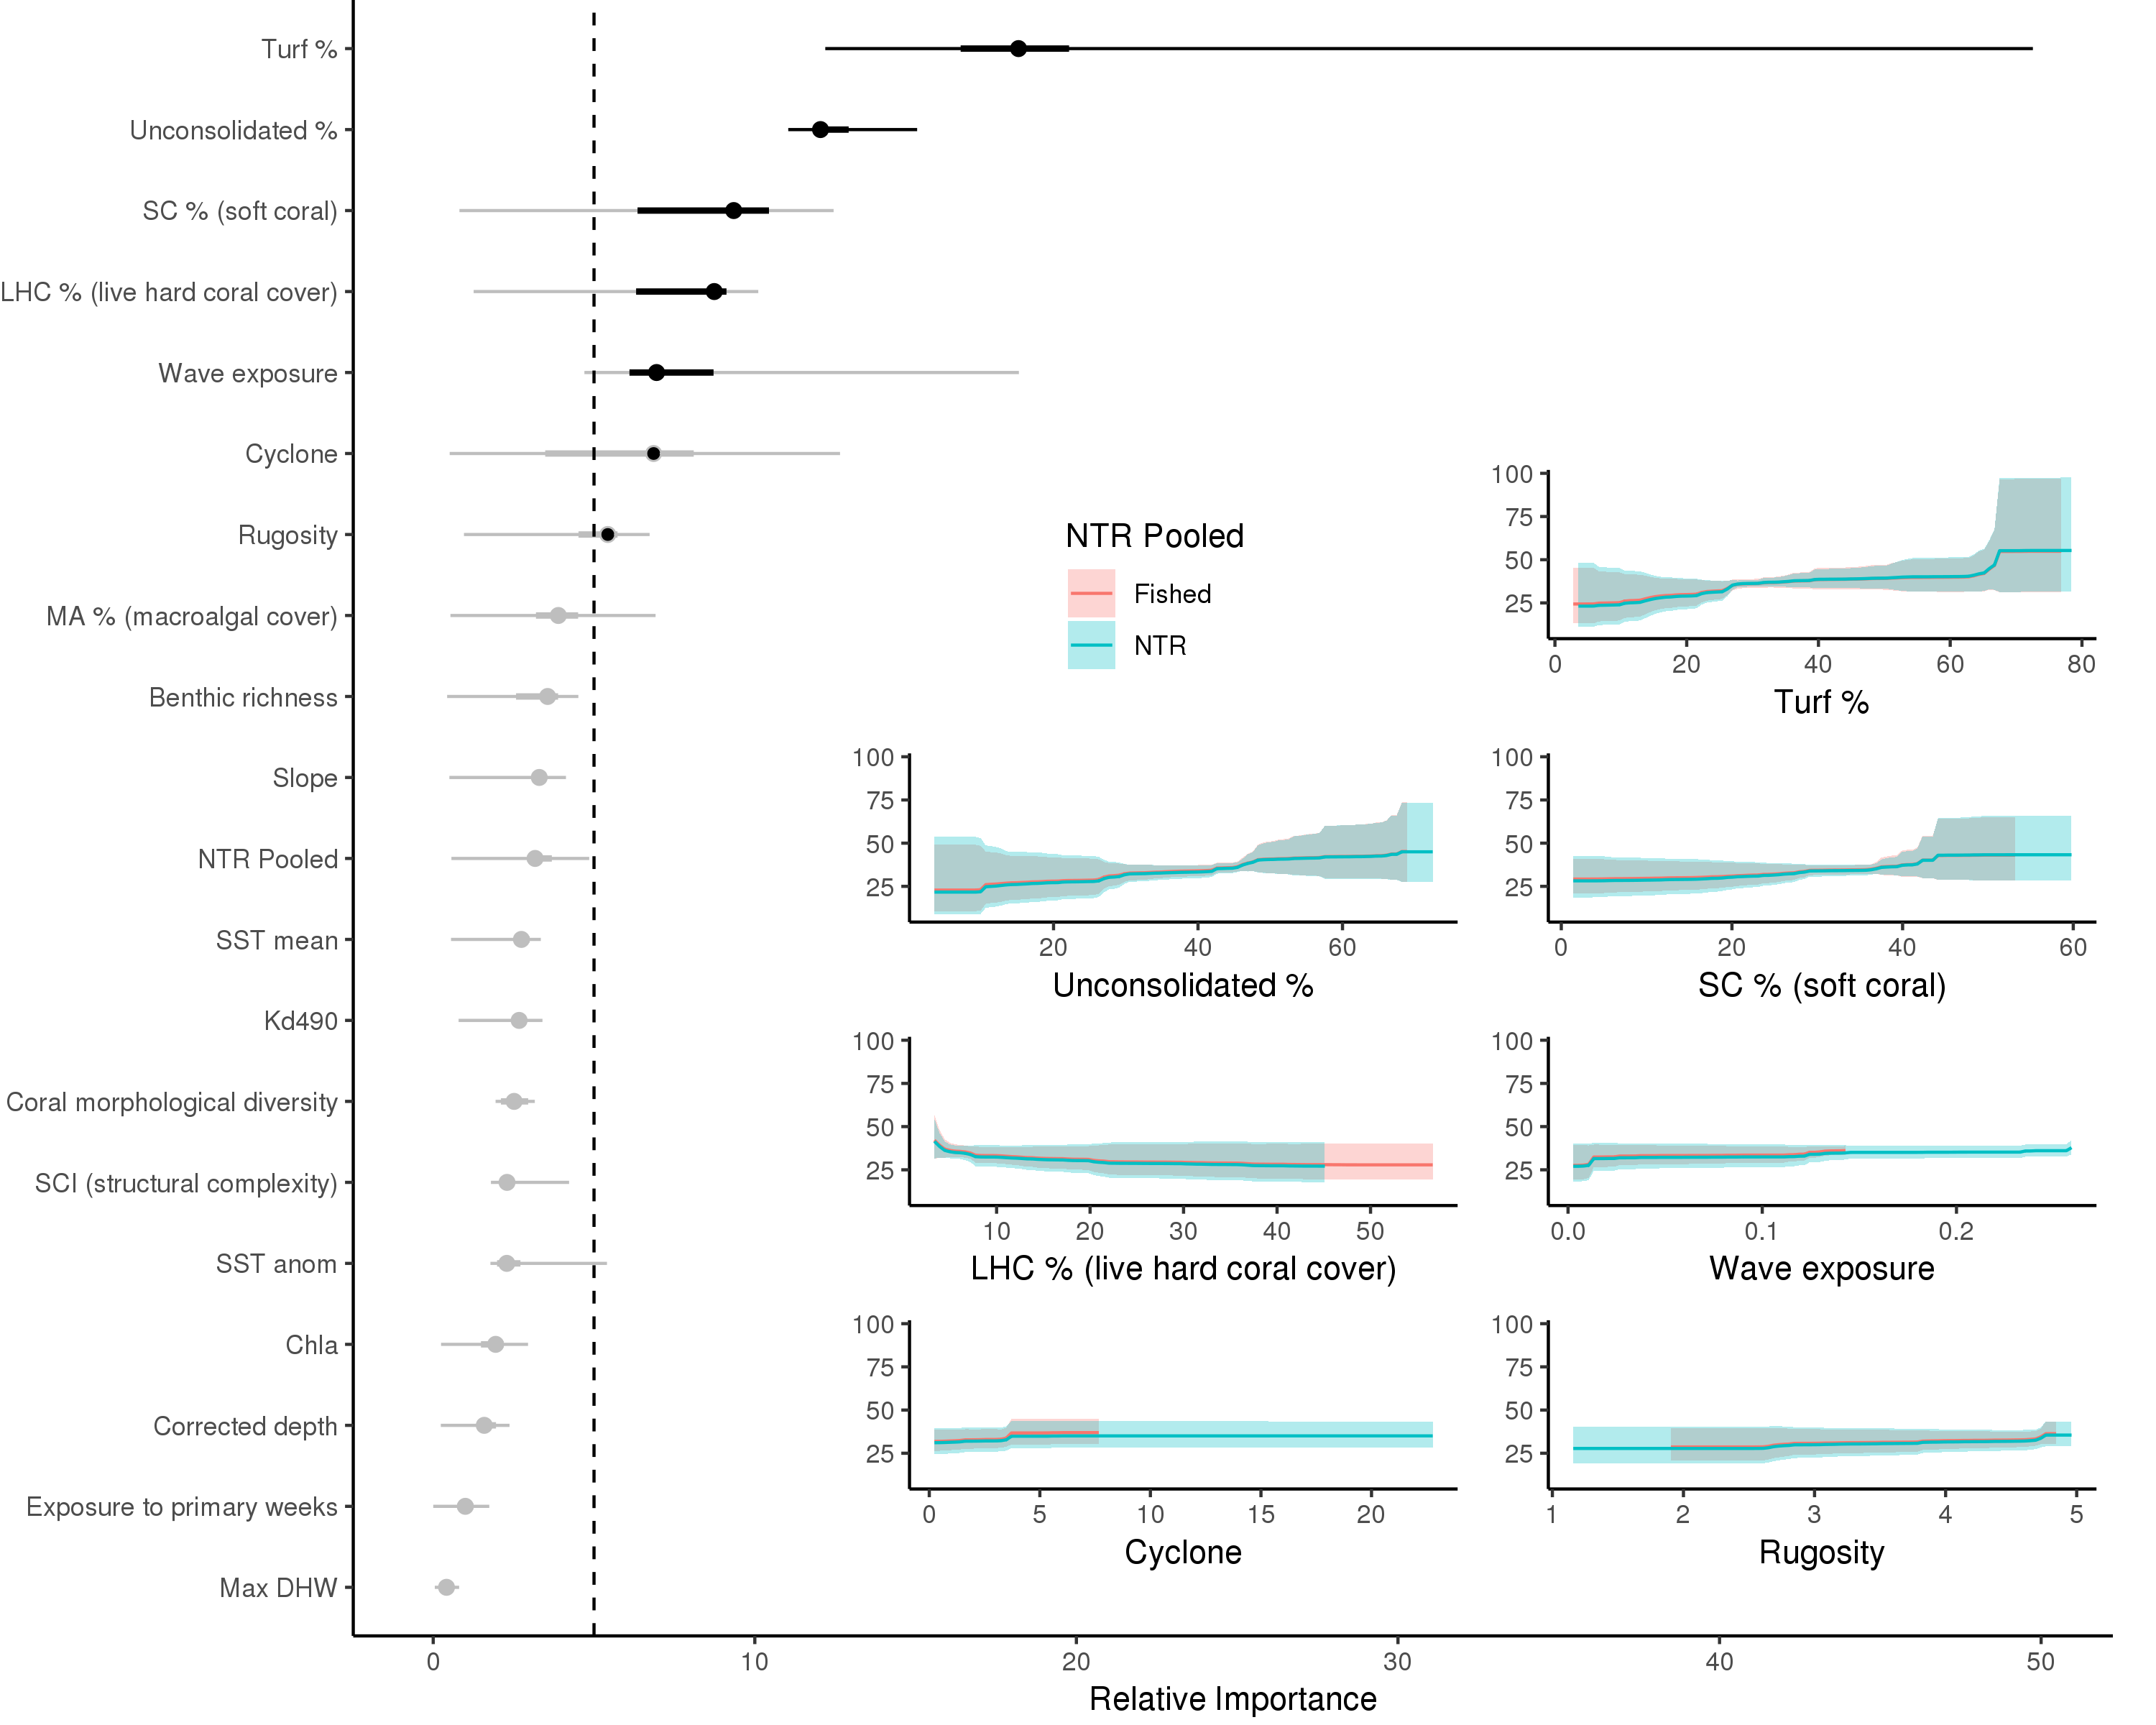 Turf %
Unconsolidated %
SC % (soft coral)
LHC % (live hard coral cover)
Wave exposure
Cyclone
Rugosity
MA % (macroalgal cover)
Benthic richness
Slope
NTR Pooled
SST mean
Kd490
Coral morphological diversity
SCI (structural complexity)
SST anom
Chla
Corrected depth
Exposure to primary weeks
Max DHW
0 10 20 30 40 50
Relative Importance
NTR Pooled
Fished
NTR
100
75
50
25
0 20 40 60 80
Turf %
100
75
50
25
20 40 60
Unconsolidated %
100
75
50
25
0 20 40 60
SC % (soft coral)
100
75
50
25
10 20 30 40 50
LHC % (live hard coral cover)
100
75
50
25
0.0 0.1 0.2
Wave exposure
100
75
50
25
0 5 10 15 20
Cyclone
100
75
50
25
1 2 3 4 5
Rugosity